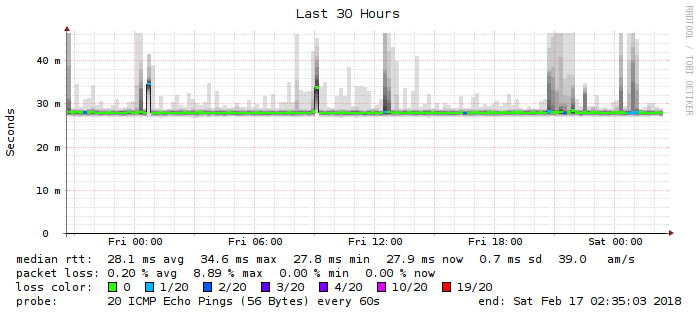 Last 30 Hours
RRDTOOL / TOBI OETIKER
Seconds
40 m
30 m
20 m
10 m
0
Fri 00:00 Fri 06:00 Fri 12:00 Fri 18:00 Sat 00:00
median rtt: 28.1 ms avg 34.6 ms max 27.8 ms min 27.9 ms now 0.7 ms sd 39.0 am/s
packet loss: 0.20 % avg 8.89 % max 0.00 % min 0.00 % now
loss color: 0 1/20 2/20 3/20 4/20 10/20 19/20
probe: 20 ICMP Echo Pings (56 Bytes) every 60s end: Sat Feb 17 02:35:03 2018